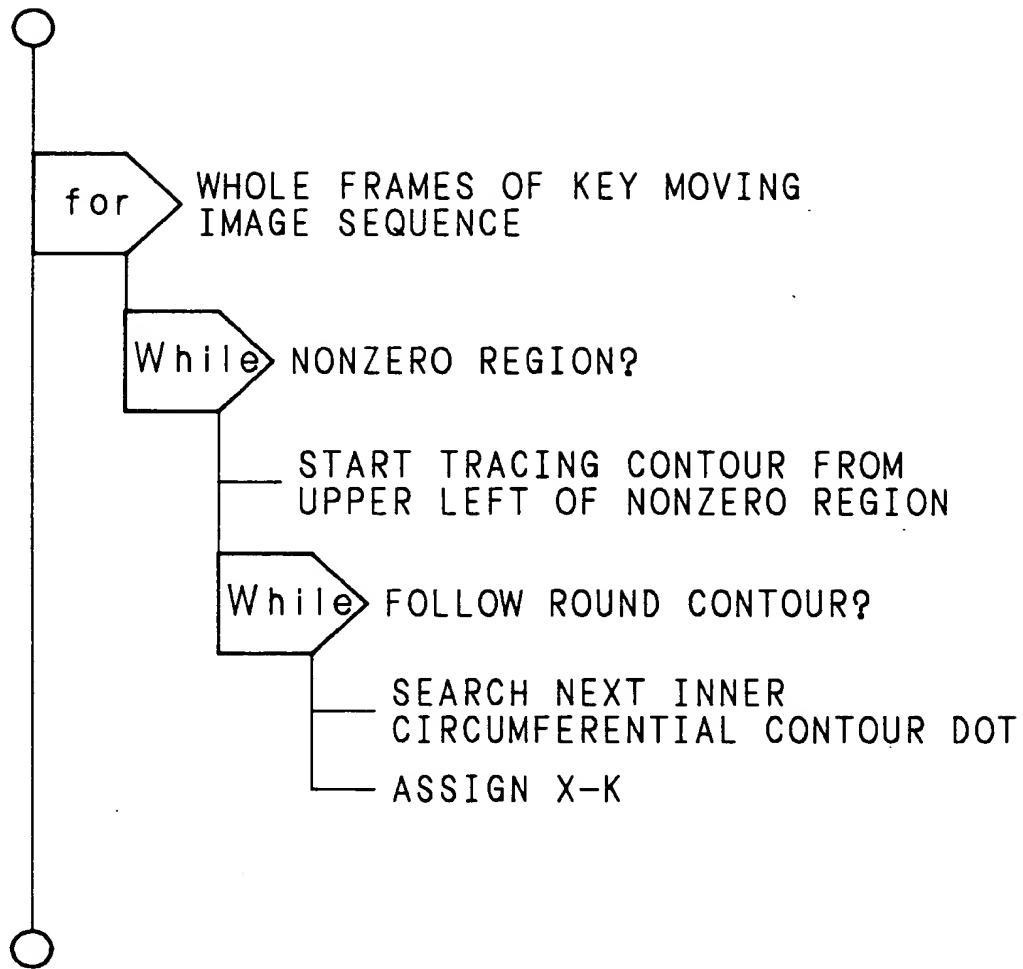 for
WHOLE FRAMES OF KEY MOVING
IMAGE SEQUENCE
While
NONZERO REGION?
START TRACING CONTOUR FROM
UPPER LEFT OF NONZERO REGION
While
FOLLOW ROUND CONTOUR?
SEARCH NEXT INNER
CIRCUMFERENTIAL CONTOUR DOT
ASSIGN X-K